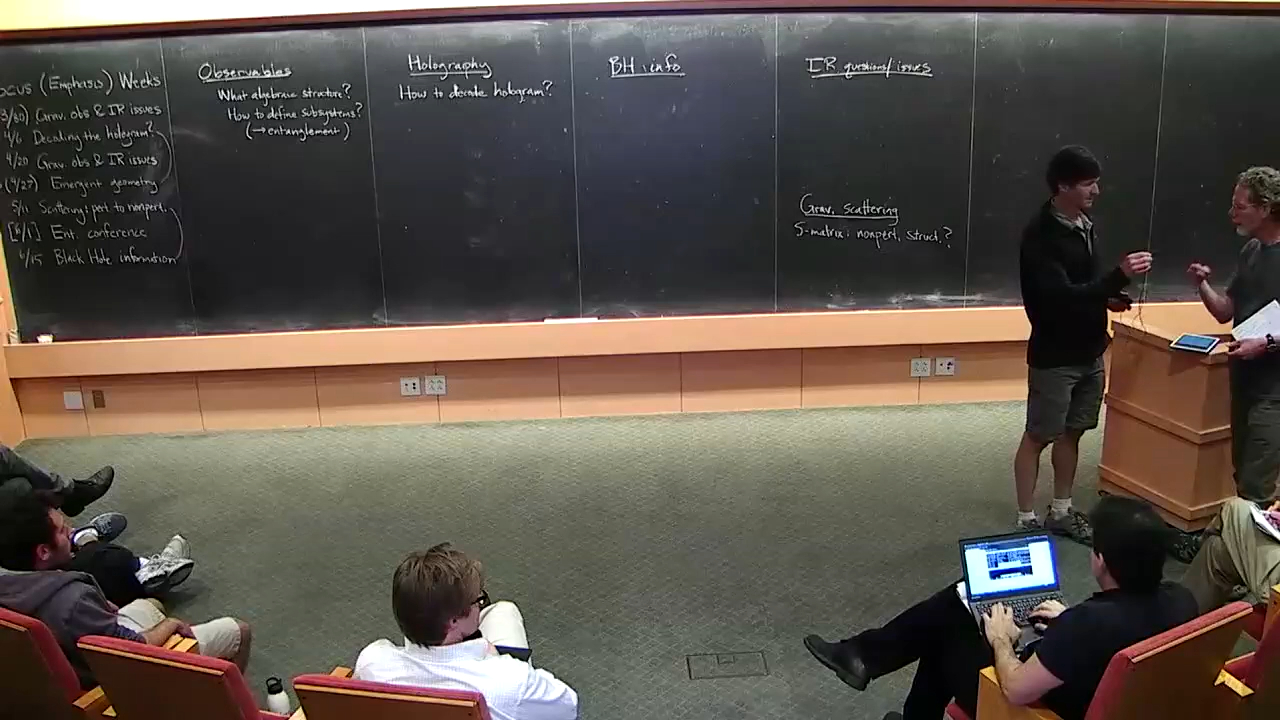 ocus (Emphasis) Weeks
3/30) Grav. obs & IR issues
4/6 Decoding the hologram?
4/20 Grav. obs & IR issues
(4/27) Emergent geometry
5/11 Scattering: pert to nonpert.
[6/1] Ent. conference
6/15 Black Hole information
Observables
What algebraic structure?
How to define subsystems?
(→ entanglement)
Holography
How to decode hologram?
BH info
IR questions/issues
Grav. scattering
S-matrix: nonpert. struct.?